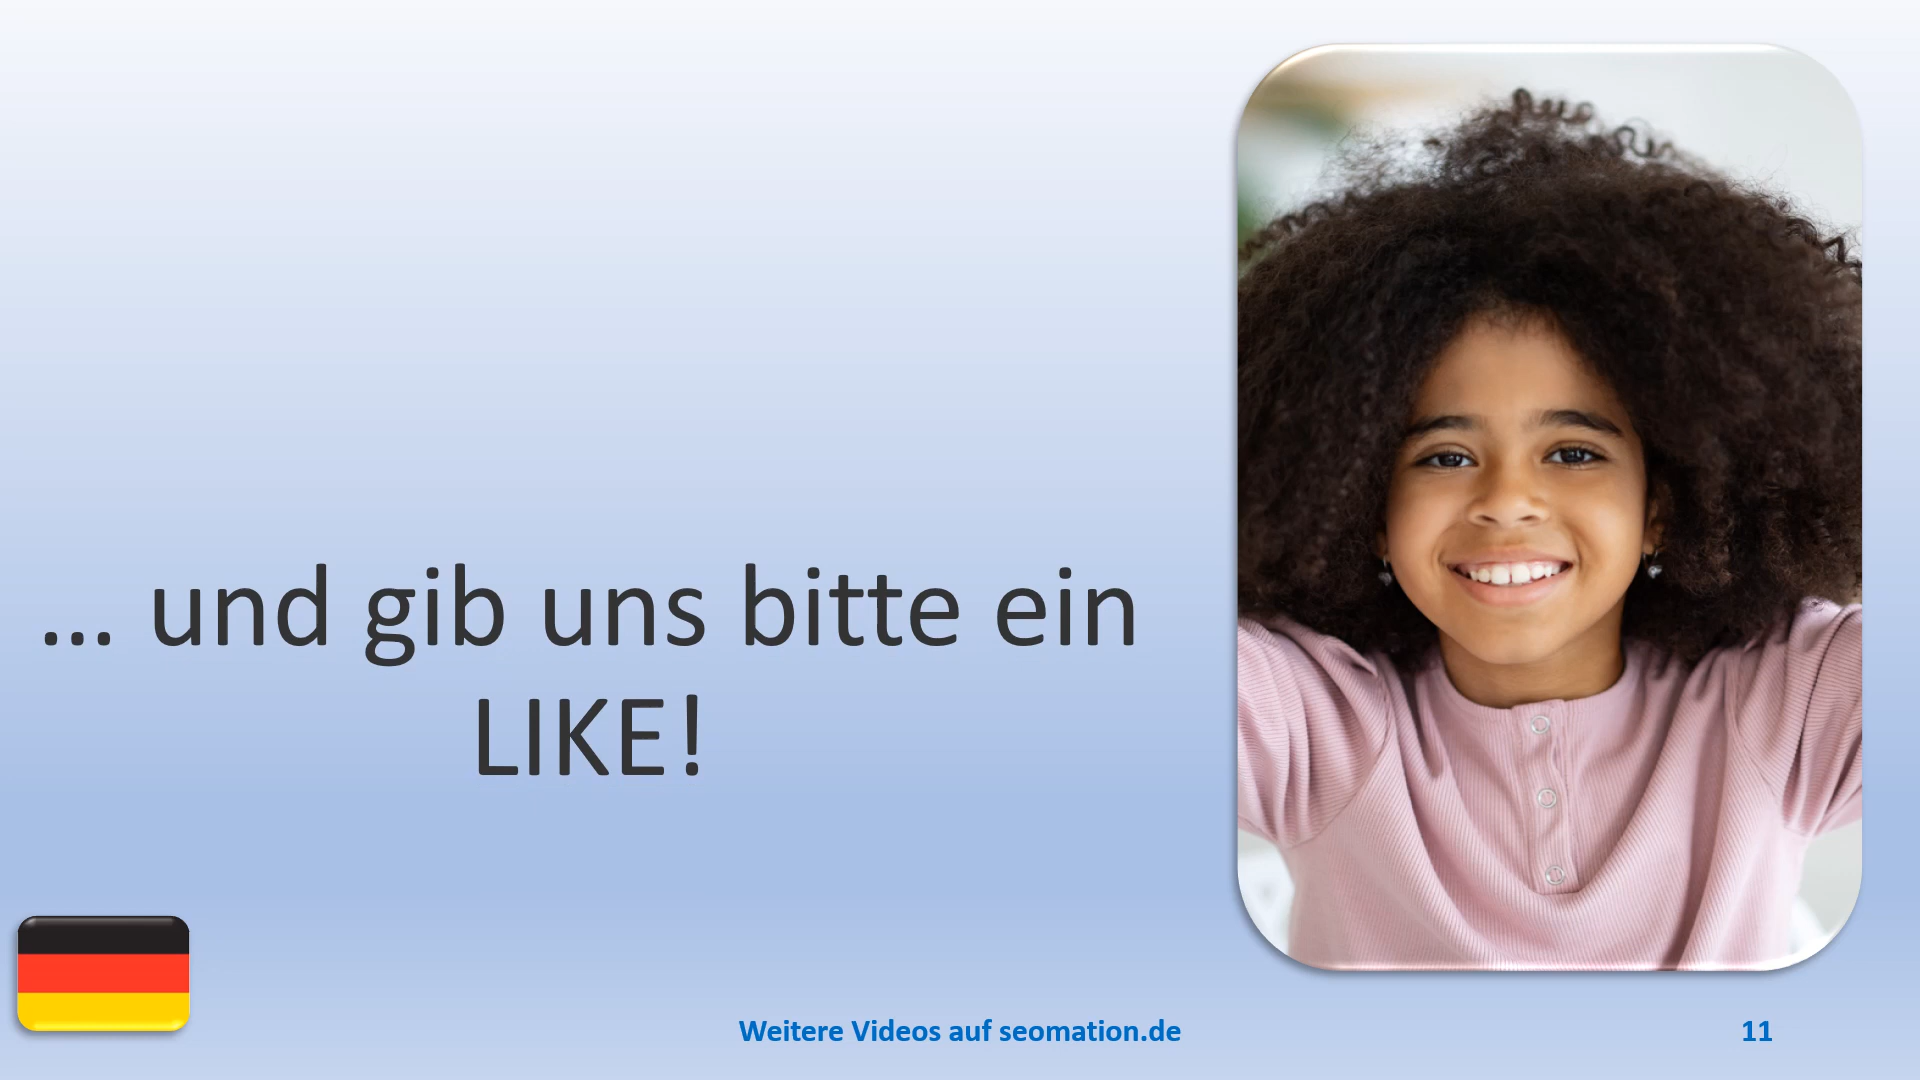 ... und gib uns bitte ein
LIKE!
Weitere Videos auf seomation.de
11